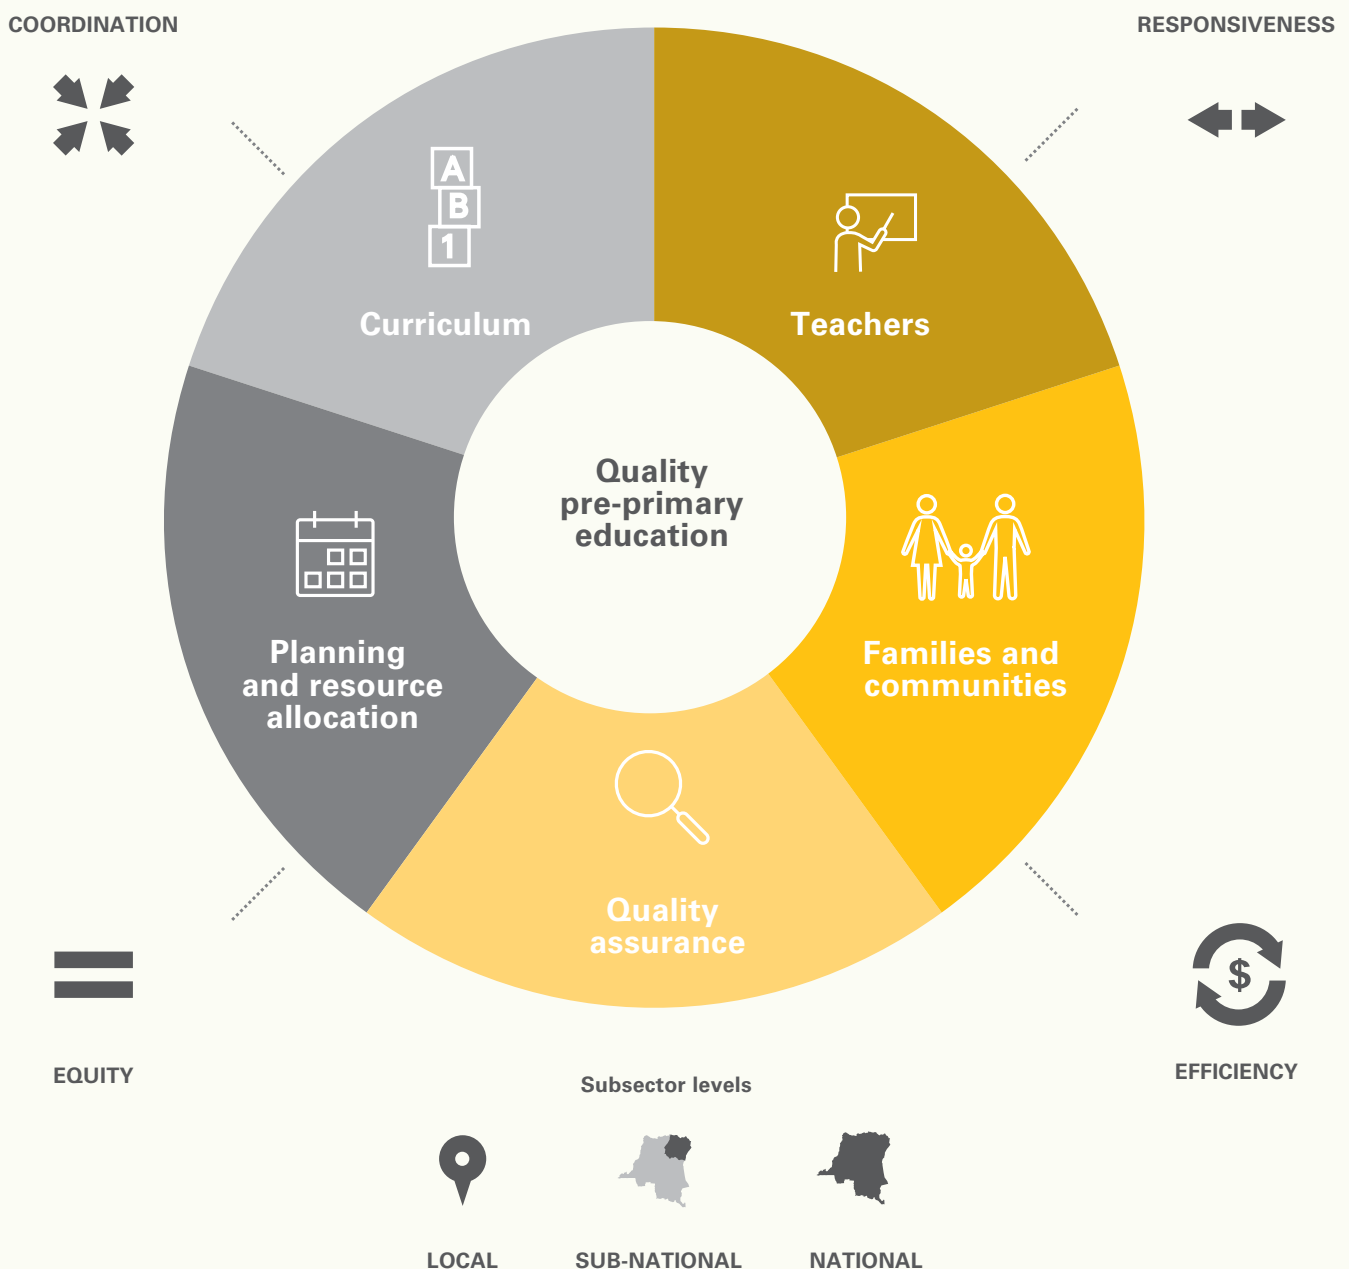 COORDINATION
RESPONSIVENESS
A
B
1
Curriculum
Teachers
Quality
pre-primary
education
Planning
and resource
allocation
Families and
communities
Quality
assurance
$
EQUITY
EFFICIENCY
Subsector levels
LOCAL
SUB-NATIONAL
NATIONAL